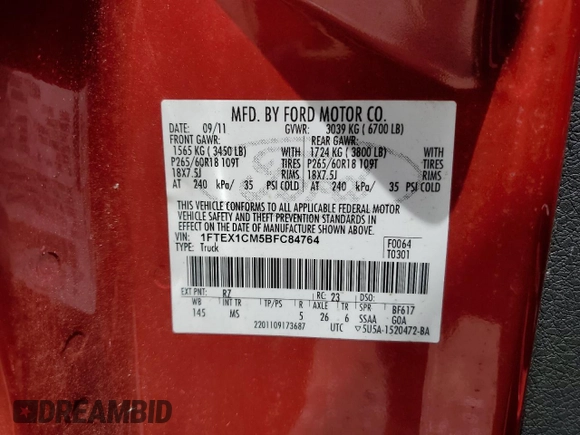 MFD. BY FORD MOTOR CO.
DATE: 09/11 GVWR: 3039 KG ( 6700 LB)
FRONT GAWR: REAR GAWR:
1565 KG ( 3450 LB) WITH 1724 KG ( 3800 LB) WITH
P265/60R18 109T TIRES P265/60R18 109T TIRES
18X7.5J RIMS 18X7.5J RIMS
AT 240 kPa/ 35 PSI COLD AT 240 kPa/ 35 PSI COLD
THIS VEHICLE CONFORMS TO ALL APPLICABLE FEDERAL MOTOR
VEHICLE SAFETY AND THEFT PREVENTION STANDARDS IN
EFFECT ON THE DATE OF MANUFACTURE SHOWN ABOVE.
VIN: 1FTEX1CM5BFC84764 F0064
TYPE: Truck T0301
EXT PNT: R7 RC: 23 DSO:
WB INT TR TP/PS R AXLE TR SPR BF617
145 MS 5 26 6 SSAA GOA
2201109173687 UTC ▽5U5A-1520472-BA
DREAMBID